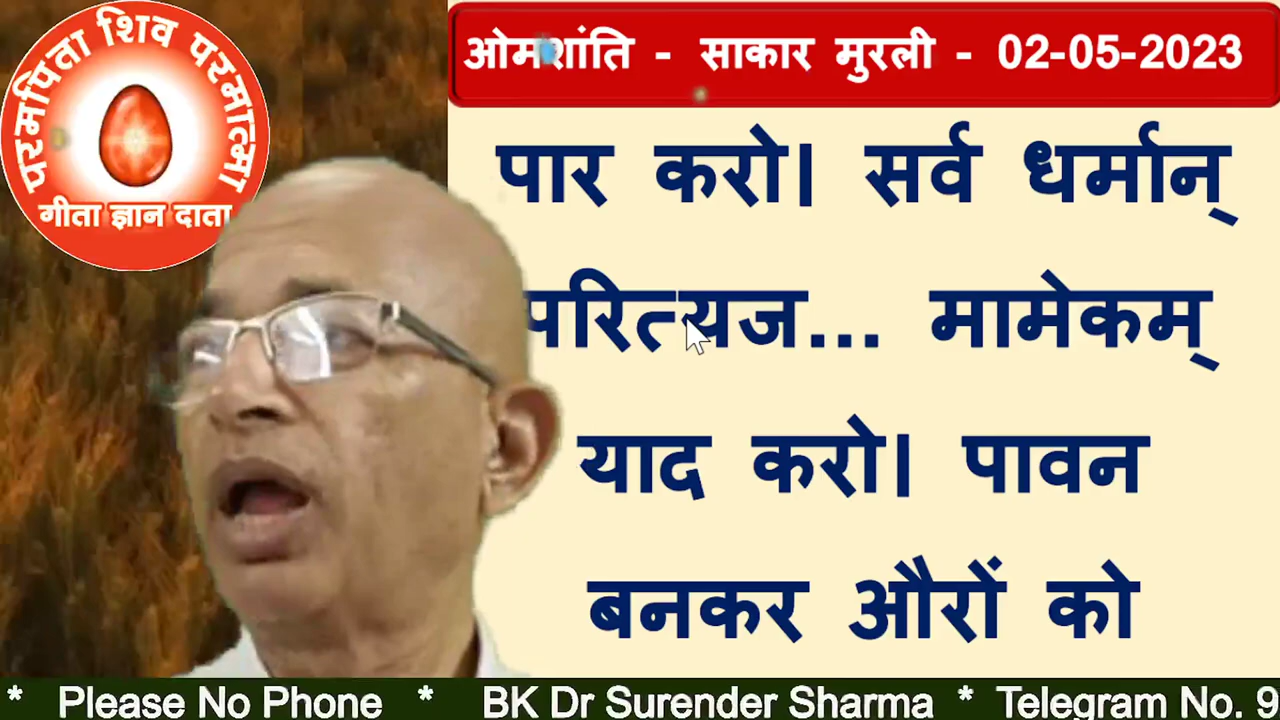 परमपिता शिव परमात्मा
गीता ज्ञान दाता
ओमशांति - साकार मुरली - 02-05-2023
पार करो। सर्व धर्मान्
परित्यज... मामेकम्
याद करो। पावन
बनकर औरों को
* Please No Phone * BK Dr Surender Sharma * Telegram No. 9